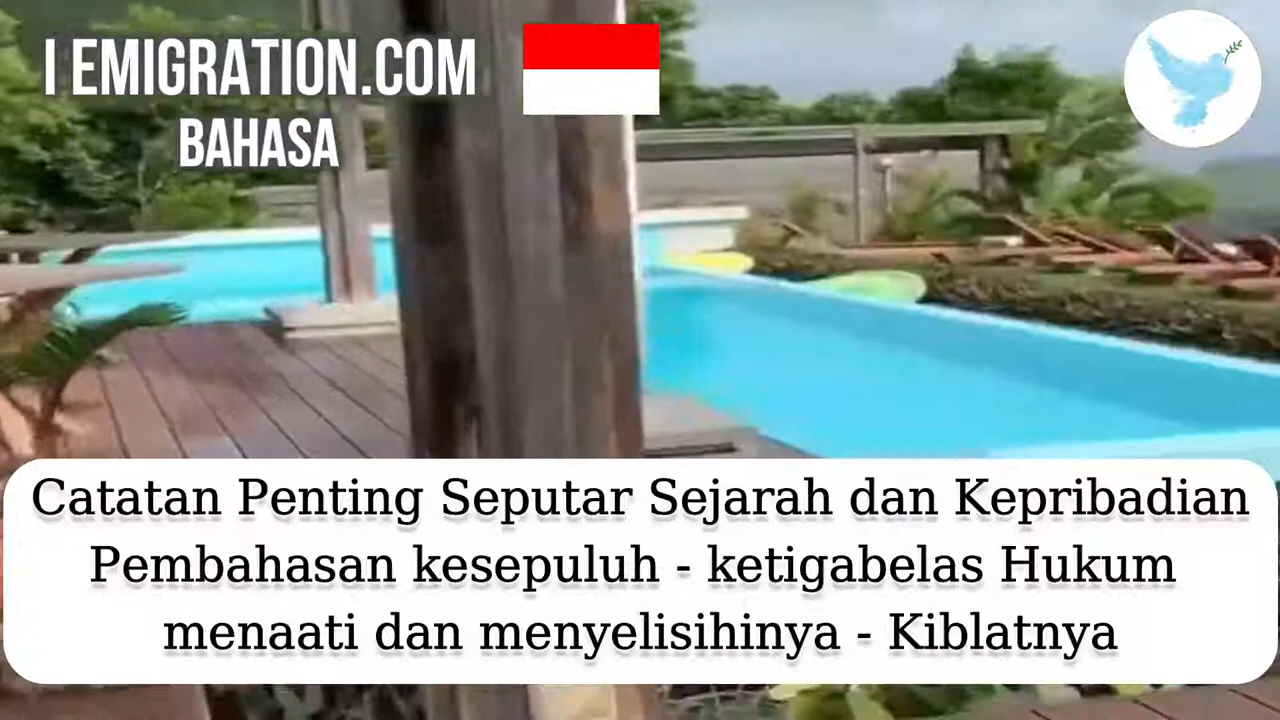 I EMIGRATION.COM
BAHASA
Catatan Penting Seputar Sejarah dan Kepribadian
Pembahasan kesepuluh - ketigabelas Hukum
menaati dan menyelisihinya - Kiblatnya